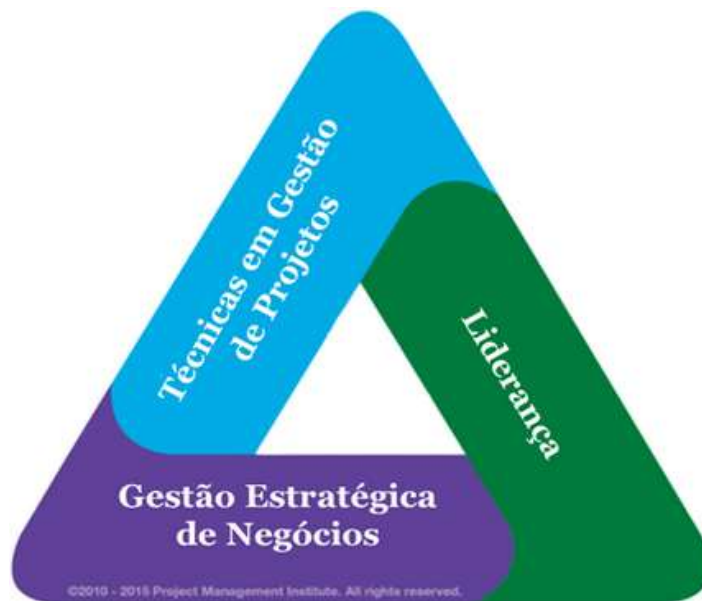 Técnicas em Gestão
de Projetos
Liderança
Gestão Estratégica
de Negócios
©2010 - 2015 Project Management Institute. All rights reserved.